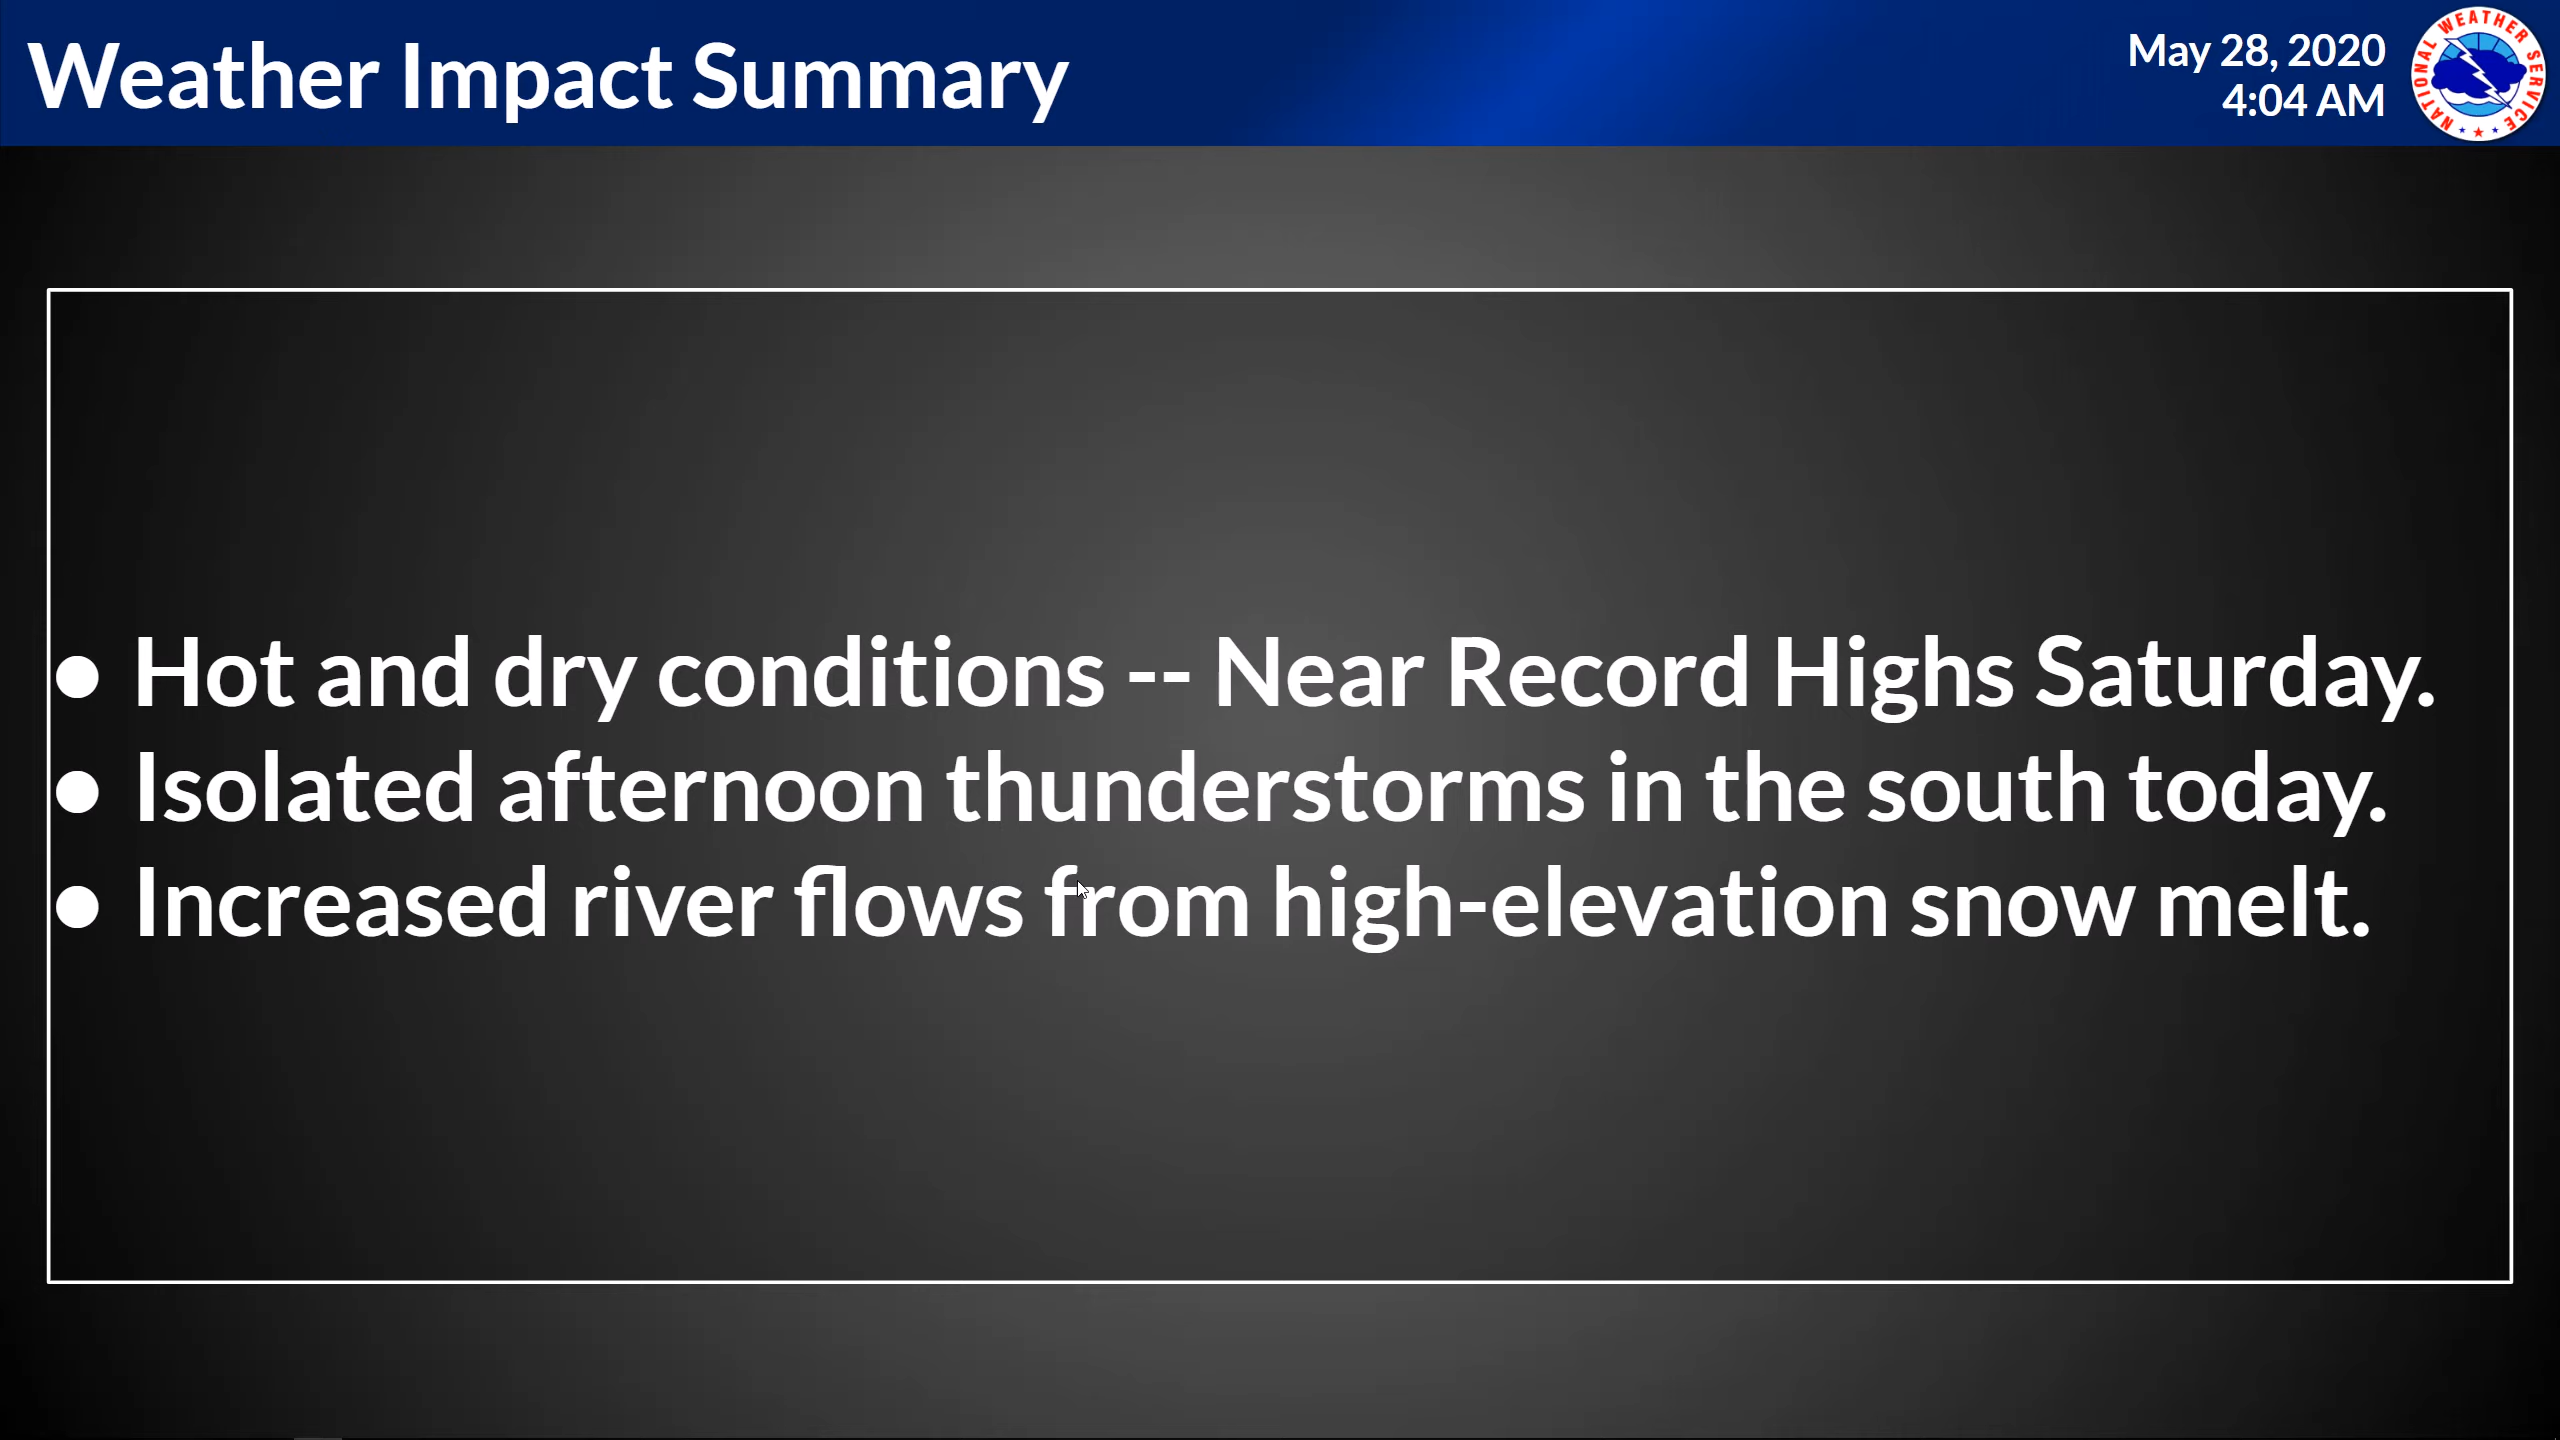 Weather Impact Summary
May 28, 2020
4:04 AM
NATIONAL WEATHER SERVICE
● Hot and dry conditions -- Near Record Highs Saturday.
● Isolated afternoon thunderstorms in the south today.
● Increased river flows from high-elevation snow melt.